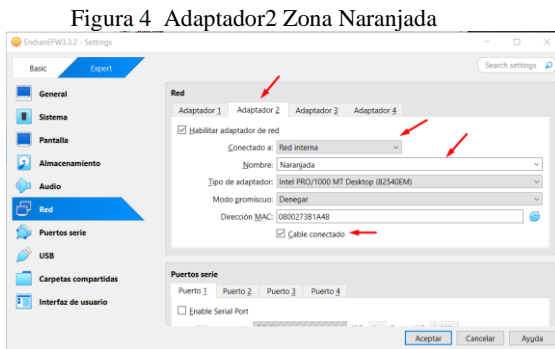 Figura 4 Adaptador2 Zona Naranjada
EndianEFW3.3.2 - Settings
Basic Expert Search settings
General
Sistema
Pantalla
Almacenamiento
Audio
Red
Puertos serie
USB
Carpetas compartidas
Interfaz de usuario
Red
Adaptador 1 Adaptador 2 Adaptador 3 Adaptador 4
Habilitar adaptador de red
Conectado a: Red interna
Nombre: Naranjada
Tipo de adaptador: Intel PRO/1000 MT Desktop (82540EM)
Modo promiscuo: Denegar
Dirección MAC: 080027381A48
Cable conectado
Puertos serie
Puerto 1 Puerto 2 Puerto 3 Puerto 4
Enable Serial Port
Aceptar Cancelar Ayuda